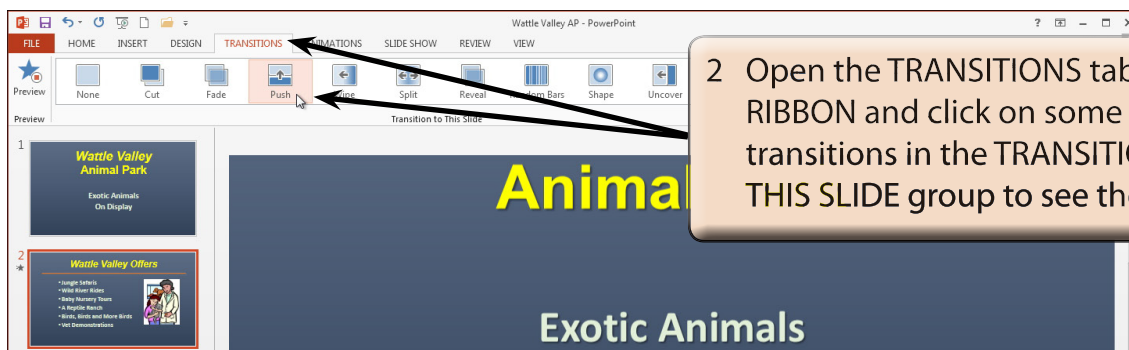 Wattle Valley AP - PowerPoint
FILE HOME INSERT DESIGN TRANSITIONS ANIMATIONS SLIDE SHOW REVIEW VIEW
Preview None Cut Fade Push Wipe Split Reveal Random Bars Shape Uncover
Preview Transition to This Slide
2 Open the TRANSITIONS tab
RIBBON and click on some
transitions in the
THIS SLIDE group to see
1
Wattle Valley
Animal Park
Exotic Animals
On Display
2
Wattle Valley Offers
• Jungle Safaris
• Wild River Rides
• Baby Nursery Tours
• A Reptile Ranch
• Birds, Birds and More Birds
• Vet Demonstrations
Exotic Animals